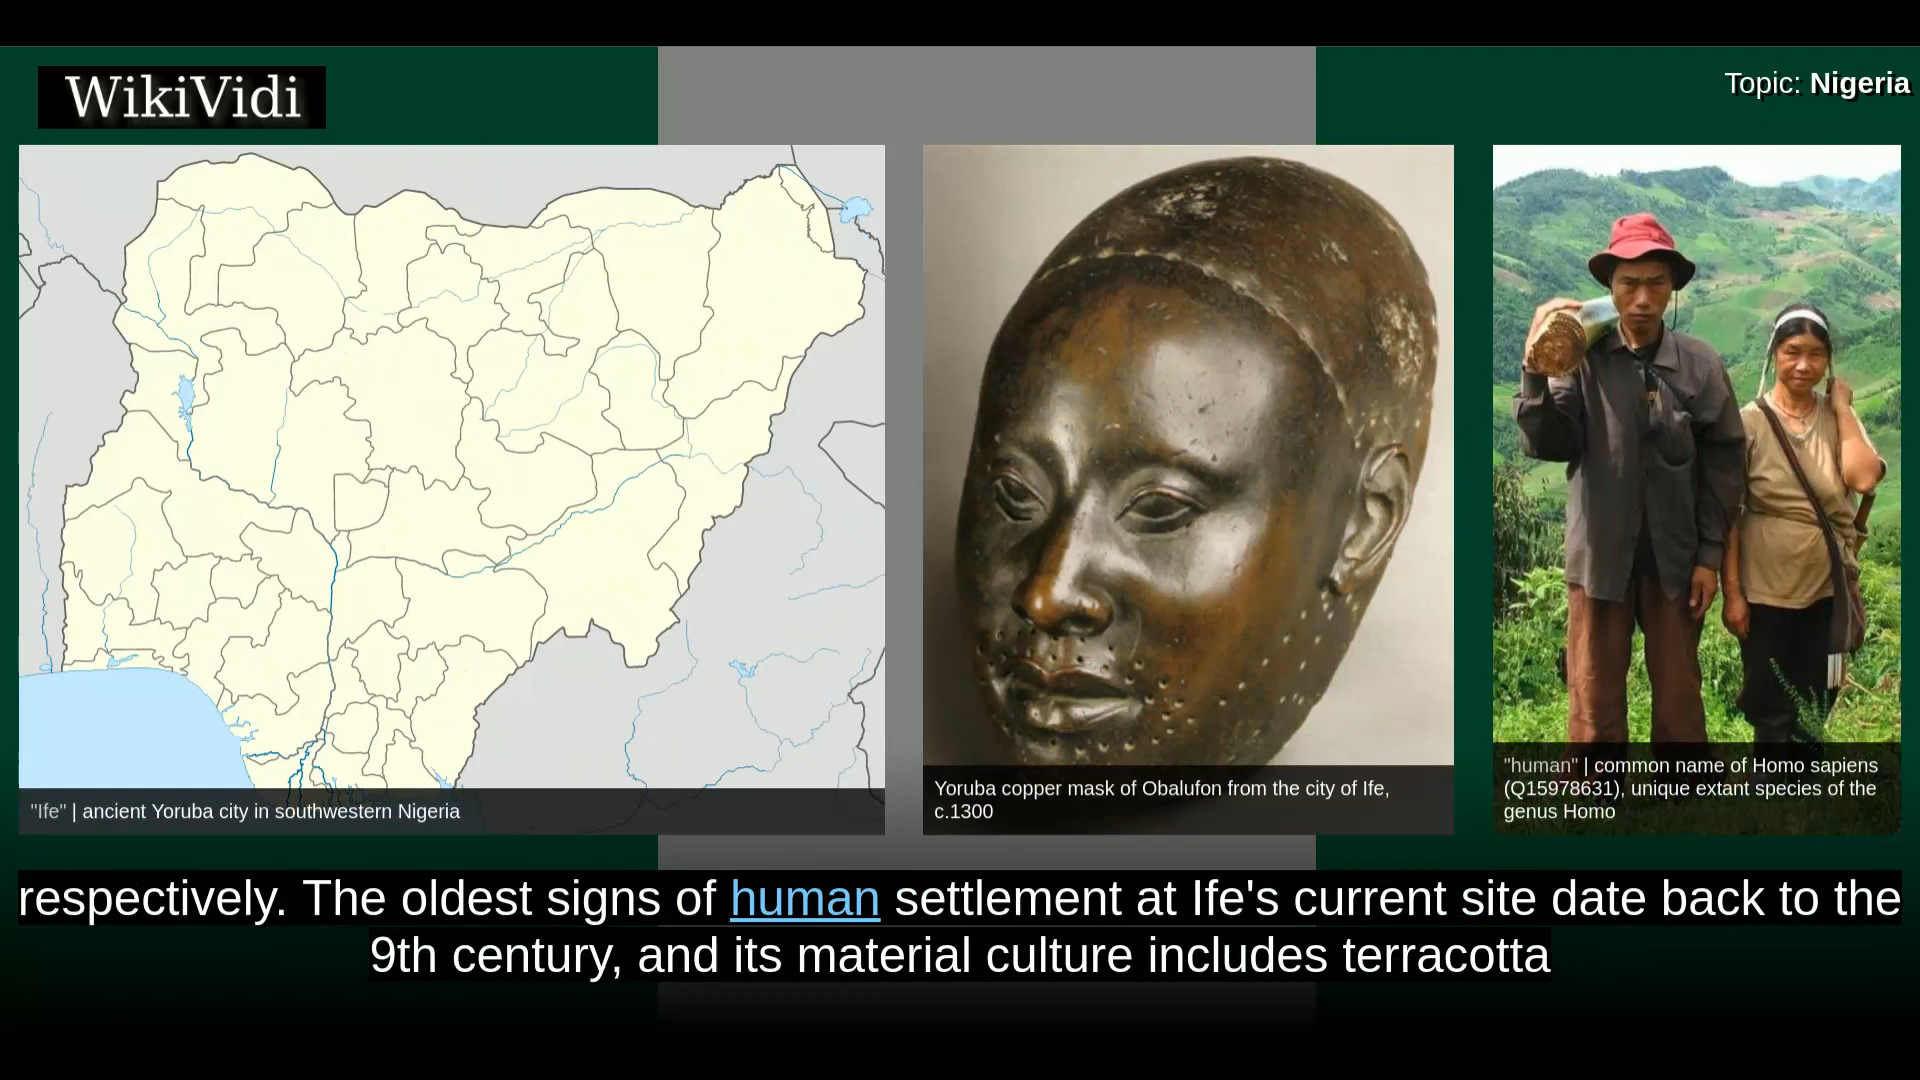 WikiVidi
Topic: Nigeria
"Ife" | ancient Yoruba city in southwestern Nigeria
Yoruba copper mask of Obalufon from the city of Ife,
c.1300
"human" | common name of Homo sapiens
(Q15978631), unique extant species of the
genus Homo
respectively. The oldest signs of human settlement at Ife's current site date back to the
9th century, and its material culture includes terracotta